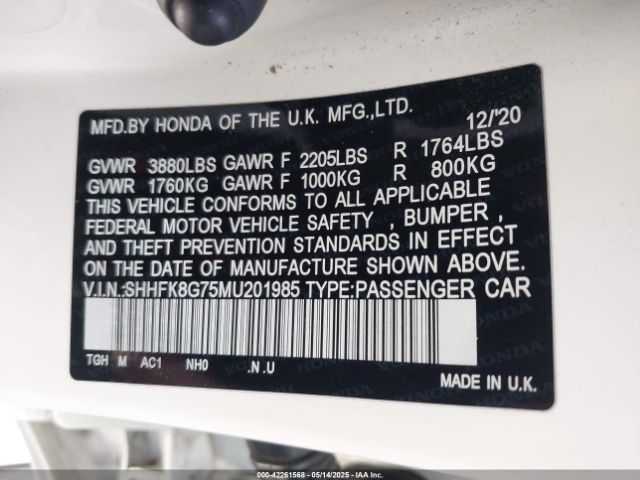 MFD.BY HONDA OF THE U.K. MFG.,LTD. 12/'20
GVWR 3880LBS GAWR F 2205LBS R 1764LBS
GVWR 1760KG GAWR F 1000KG R 800KG
THIS VEHICLE CONFORMS TO ALL APPLICABLE
FEDERAL MOTOR VEHICLE SAFETY , BUMPER ,
AND THEFT PREVENTION STANDARDS IN EFFECT
ON THE DATE OF MANUFACTURE SHOWN ABOVE.
V.I.N.:SHHFK8G75MU201985 TYPE:PASSENGER CAR
TGH M AC1 NH0 .N.U
MADE IN U.K.
000-42261568 - 05/14/2025 - IAA Inc.